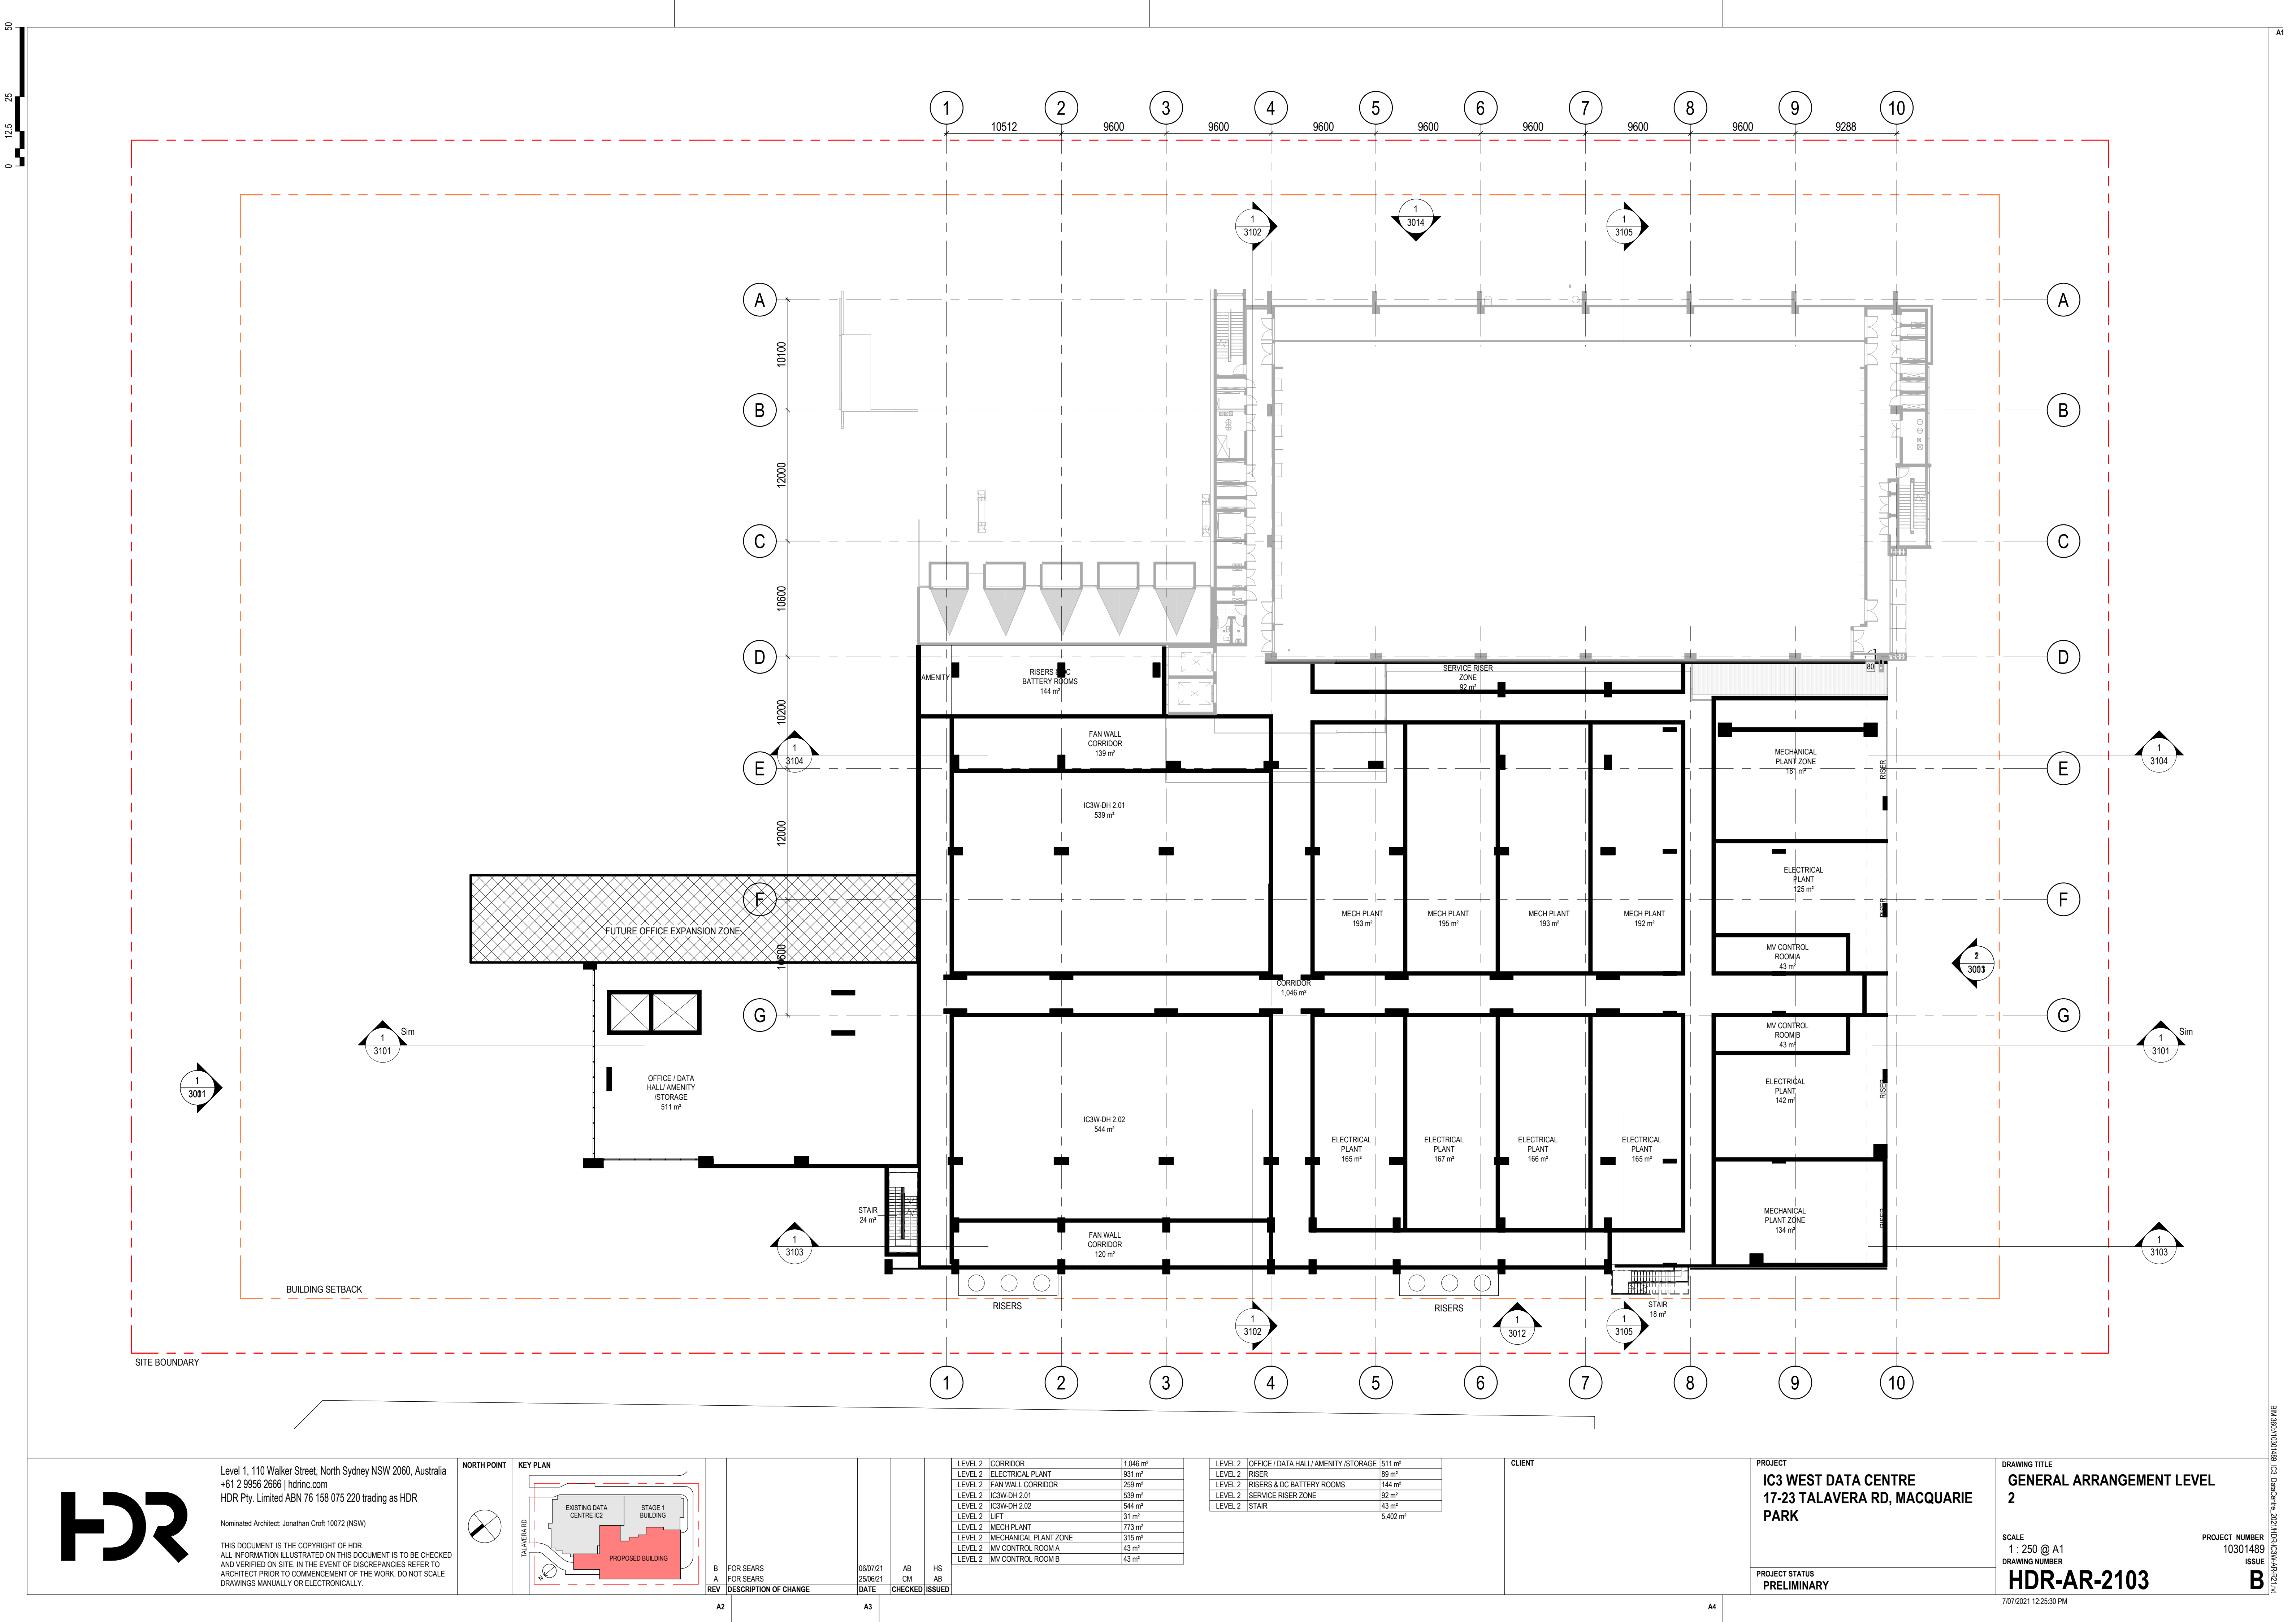 A1
50
25
12.5
0
1
2
3
4
5
6
7
8
9
10
10512
9600
9600
9600
9600
9600
9600
9600
9288
1
3102
1
3014
1
3105
A
A
10100
B
B
12000
C
C
10600
D
D
80
AMENITY
BATTERY ROOMS
144 m²
SERVICE RISER
ZONE
92 m²
10200
FAN WALL
CORRIDOR
139 m²
MECHANICAL
PLANT ZONE
181 m²
RISER
1
3104
1
3104
E
E
IC3W-DH 2.01
539 m²
12000
ELECTRICAL
PLANT
125 m²
F
F
RISER
FUTURE OFFICE EXPANSION ZONE
MECH PLANT
193 m²
MECH PLANT
195 m²
MECH PLANT
193 m²
MECH PLANT
192 m²
10600
MV CONTROL
ROOM A
43 m²
CORRIDOR
1,046 m²
G
G
MV CONTROL
ROOM B
43 m²
1
3101
Sim
1
3101
Sim
1
OFFICE / DATA
HALL/ AMENITY
/STORAGE
511 m²
ELECTRICAL
PLANT
142 m²
RISER
IC3W-DH 2.02
544 m²
ELECTRICAL
PLANT
165 m²
ELECTRICAL
PLANT
167 m²
ELECTRICAL
PLANT
166 m²
ELECTRICAL
PLANT
165 m²
STAIR
24 m²
MECHANICAL
PLANT ZONE
134 m²
RISER
FAN WALL
CORRIDOR
120 m²
1
3103
1
3103
BUILDING SETBACK
RISERS
RISERS
STAIR
18 m²
1
3102
1
3012
1
3105
SITE BOUNDARY
1
2
3
4
5
6
7
8
9
10
HDR
Level 1, 110 Walker Street, North Sydney NSW 2060, Australia
+61 2 9956 2666 | hdrinc.com
HDR Pty. Limited ABN 76 158 075 220 trading as HDR
Nominated Architect: Jonathan Croft 10072 (NSW)
THIS DOCUMENT IS THE COPYRIGHT OF HDR.
ALL INFORMATION ILLUSTRATED ON THIS DOCUMENT IS TO BE CHECKED
AND VERIFIED ON SITE. IN THE EVENT OF DISCREPANCIES REFER TO
ARCHITECT PRIOR TO COMMENCEMENT OF THE WORK. DO NOT SCALE
DRAWINGS MANUALLY OR ELECTRONICALLY.
NORTH POINT
KEY PLAN
TALAVERA RD
EXISTING DATA
CENTRE IC2
STAGE 1
BUILDING
PROPOSED BUILDING
N
B FOR SEARS 06/07/21 AB HS
A FOR SEARS 25/06/21 CM AB
REV DESCRIPTION OF CHANGE DATE CHECKED ISSUED
LEVEL 2 CORRIDOR 1,046 m²
LEVEL 2 ELECTRICAL PLANT 931 m²
LEVEL 2 FAN WALL CORRIDOR 259 m²
LEVEL 2 IC3W-DH 2.01 539 m²
LEVEL 2 IC3W-DH 2.02 544 m²
LEVEL 2 LIFT 31 m²
LEVEL 2 MECH PLANT 773 m²
LEVEL 2 MECHANICAL PLANT ZONE 315 m²
LEVEL 2 MV CONTROL ROOM A 43 m²
LEVEL 2 MV CONTROL ROOM B 43 m²
LEVEL 2 OFFICE / DATA HALL/ AMENITY /STORAGE 511 m²
LEVEL 2 RISER 89 m²
LEVEL 2 RISERS & DC BATTERY ROOMS 144 m²
LEVEL 2 SERVICE RISER ZONE 92 m²
LEVEL 2 STAIR 43 m²
5,402 m²
CLIENT
PROJECT
IC3 WEST DATA CENTRE
17-23 TALAVERA RD, MACQUARIE
PARK
PROJECT STATUS
PRELIMINARY
DRAWING TITLE
GENERAL ARRANGEMENT LEVEL
2
SCALE
1 : 250 @ A1
PROJECT NUMBER
10301489
DRAWING NUMBER
HDR-AR-2103
ISSUE
B
7/07/2021 12:25:30 PM
BIM 360://10301489_IC3_DataCentre_2021/HDR/IC3W-AR-R21.rvt
A2
A3
A4